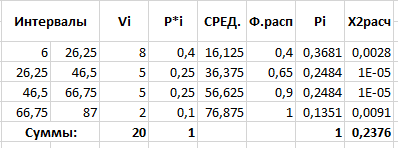 Интервалы Vi P*i СРЕД. Ф.расп Pi X2расч
6 26,25 8 0,4 16,125 0,4 0,3681 0,0028
26,25 46,5 5 0,25 36,375 0,65 0,2484 1E-05
46,5 66,75 5 0,25 56,625 0,9 0,2484 1E-05
66,75 87 2 0,1 76,875 1 0,1351 0,0091
Суммы: 20 1 1 0,2376